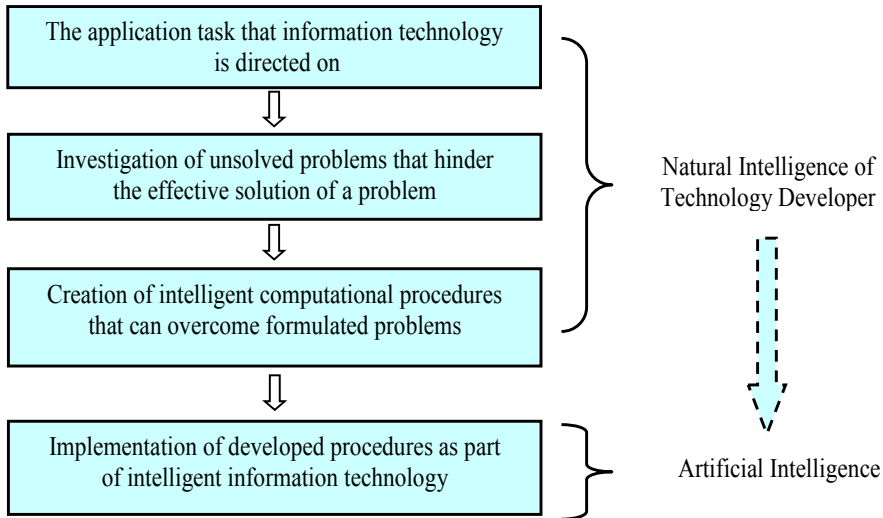 The application task that information technology
is directed on
Investigation of unsolved problems that hinder
the effective solution of a problem
Creation of intelligent computational procedures
that can overcome formulated problems
Implementation of developed procedures as part
of intelligent information technology
Natural Intelligence of
Technology Developer
Artificial Intelligence